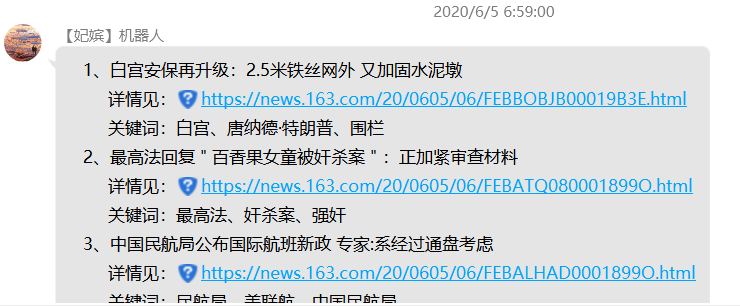 2020/6/5 6:59:00
【妃嫔】机器人
1、白宫安保再升级：2.5米铁丝网外 又加固水泥墩
详情见：https://news.163.com/20/0605/06/FEBBOBJB00019B3E.html
关键词：白宫、唐纳德·特朗普、围栏
2、最高法回复＂百香果女童被奸杀案＂：正加紧审查材料
详情见：https://news.163.com/20/0605/06/FEBATQ080001899O.html
关键词：最高法、奸杀案、强奸
3、中国民航局公布国际航班新政 专家:系经过通盘考虑
详情见：https://news.163.com/20/0605/06/FEBALHAD0001899O.html
关键词：民航局、美联航、中国民航局